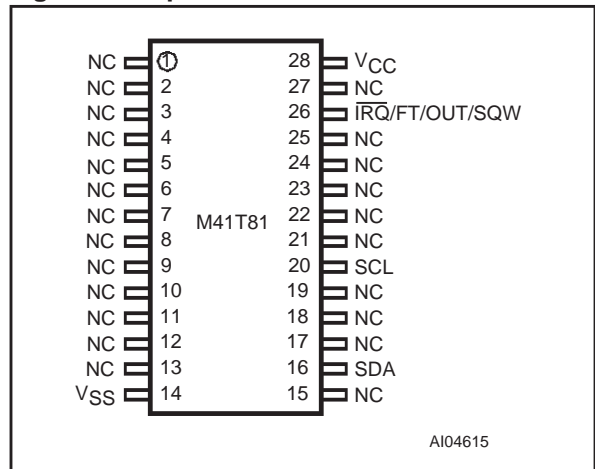 NC 1 28 VCC
NC 2 27 NC
NC 3 26 IRQ/FT/OUT/SQW
NC 4 25 NC
NC 5 24 NC
NC 6 23 NC
NC 7 M41T81 22 NC
NC 8 21 NC
NC 9 20 SCL
NC 10 19 NC
NC 11 18 NC
NC 12 17 NC
NC 13 16 SDA
VSS 14 15 NC
AI04615